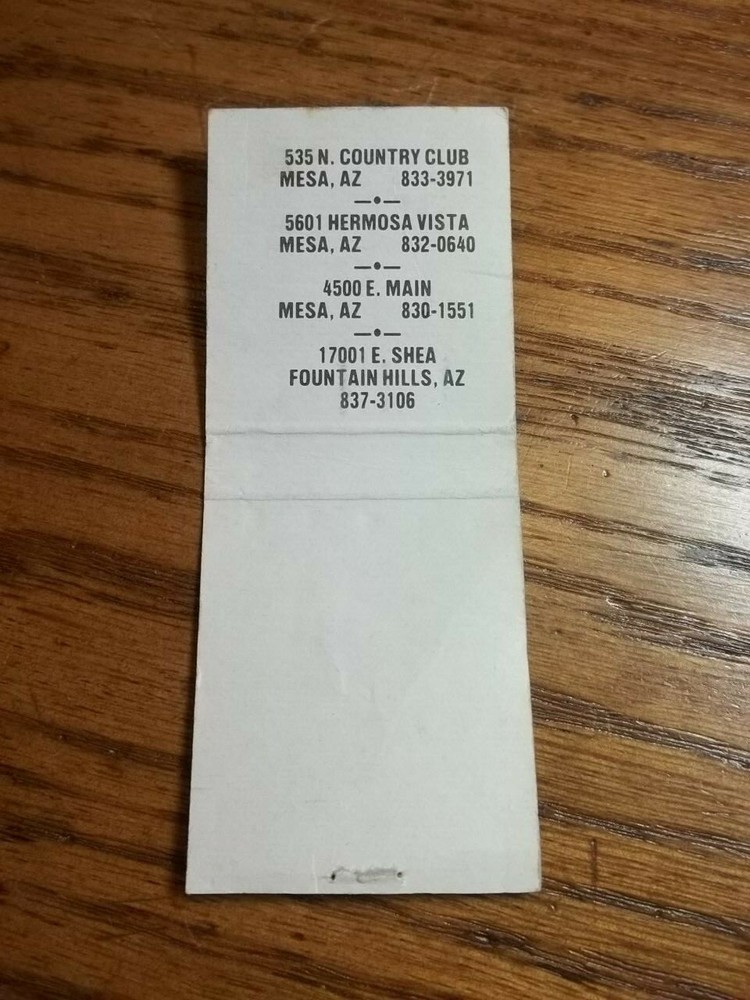 535 N. COUNTRY CLUB
MESA, AZ 833-3971
5601 HERMOSA VISTA
MESA, AZ 832-0640
4500 E. MAIN
MESA, AZ 830-1551
17001 E. SHEA
FOUNTAIN HILLS, AZ
837-3106